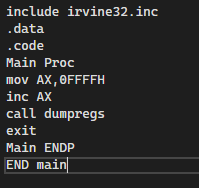 include irvine32.inc
.data
.code
Main Proc
mov AX,0FFFFH
inc AX
call dumpregs
exit
Main ENDP
END main